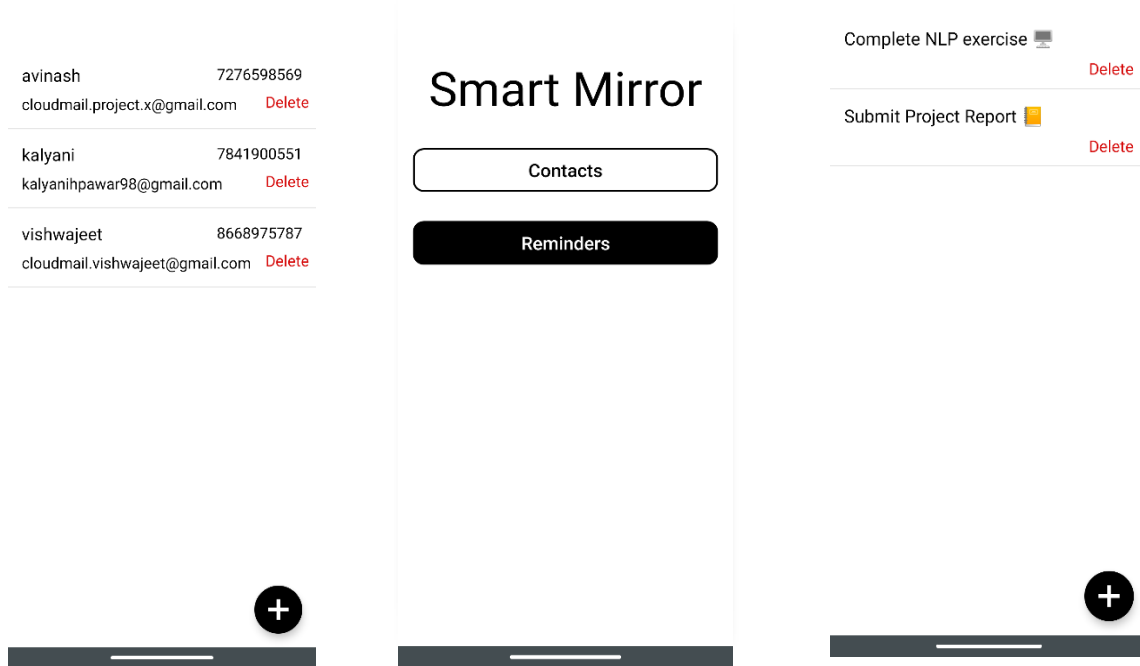 avinash 7276598569
cloudmail.project.x@gmail.com Delete
kalyani 7841900551
kalyanihpawar98@gmail.com Delete
vishwajeet 8668975787
cloudmail.vishwajeet@gmail.com Delete
Smart Mirror
Contacts
Reminders
Complete NLP exercise 🖥️
Delete
Submit Project Report 📒
Delete